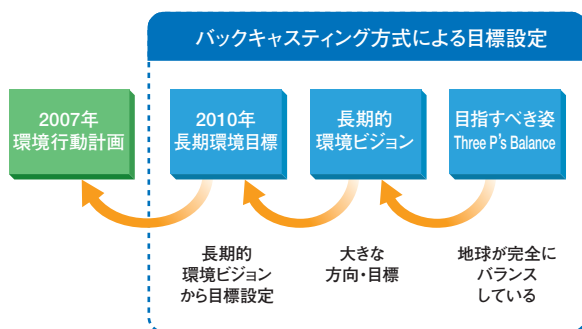 バックキャスティング方式による目標設定
2007年
環境行動計画
2010年
長期環境目標
長期的
環境ビジョン
目指すべき姿
Three P's Balance
長期的
環境ビジョン
から目標設定
大きな
方向・目標
地球が完全に
バランス
している